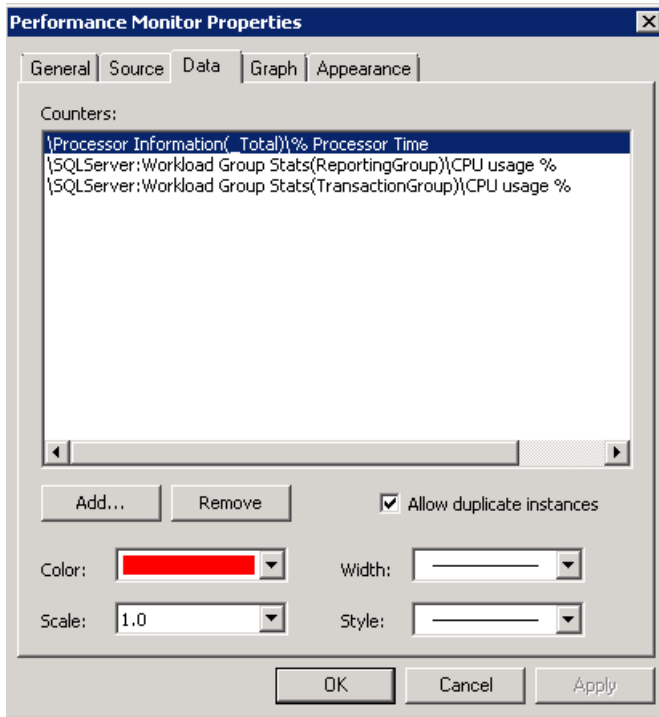 Performance Monitor Properties
General Source Data Graph Appearance
Counters:
\Processor Information(_Total)\% Processor Time
\SQLServer:Workload Group Stats(ReportingGroup)\CPU usage %
\SQLServer:Workload Group Stats(TransactionGroup)\CPU usage %
Add... Remove Allow duplicate instances
Color: Width:
Scale: 1.0 Style:
OK Cancel Apply